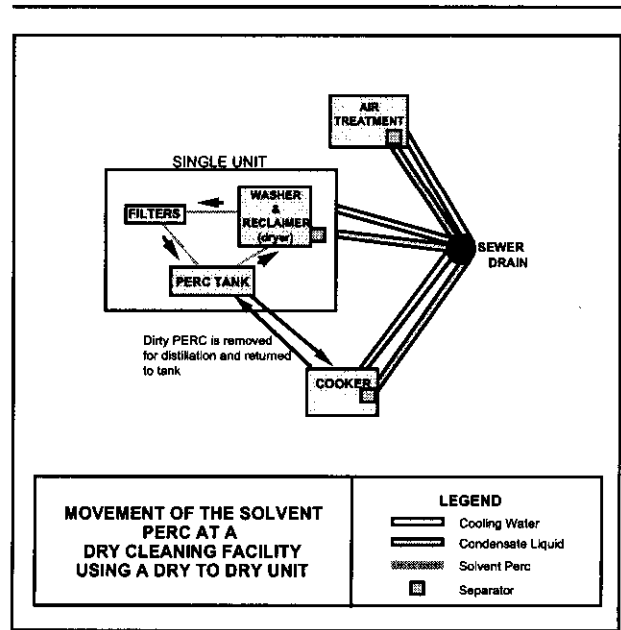 AIR
TREATMENT
SINGLE UNIT
WASHER
&
RECLAIMER
(dryer)
FILTERS
SEWER
DRAIN
PERC TANK
Dirty PERC is removed
for distillation and returned
to tank
COOKER
MOVEMENT OF THE SOLVENT
PERC AT A
DRY CLEANING FACILITY
USING A DRY TO DRY UNIT
LEGEND
Cooling Water
Condensate Liquid
Solvent Perc
Separator